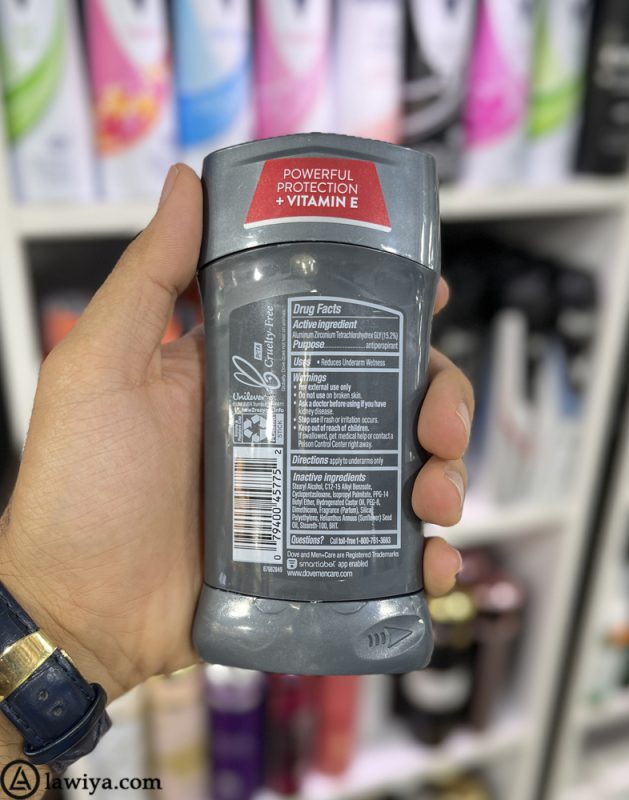 POWERFUL
PROTECTION
+ VITAMIN E
Drug Facts
Active ingredient
Aluminum Zirconium Tetrachlorohydrex GLY (15.2%)
Purpose antiperspirant
Uses • Reduces Underarm Wetness
Warnings
• For external use only
• Do not use on broken skin.
• Ask a doctor before using if you have
kidney disease.
• Stop use if rash or irritation occurs.
• Keep out of reach of children.
If swallowed, get medical help or contact a
Poison Control Center right away.
Directions apply to underarms only
Inactive ingredients
Stearyl Alcohol, C12-15 Alkyl Benzoate,
Cyclopentasiloxane, Isopropyl Palmitate, PPG-14
Butyl Ether, Hydrogenated Castor Oil, PEG-8,
Dimethicone, Fragrance (Parfum), Silica,
Polyethylene, Helianthus Annuus (Sunflower) Seed
Oil, Steareth-100, BHT.
Questions? Call toll-free 1-800-761-3683
Dove and Men+Care are Registered Trademarks
smartlabel app enabled
www.dovemencare.com
PETA
Cruelty-Free
Unilever
0 79400 45775 2
lawiya.com